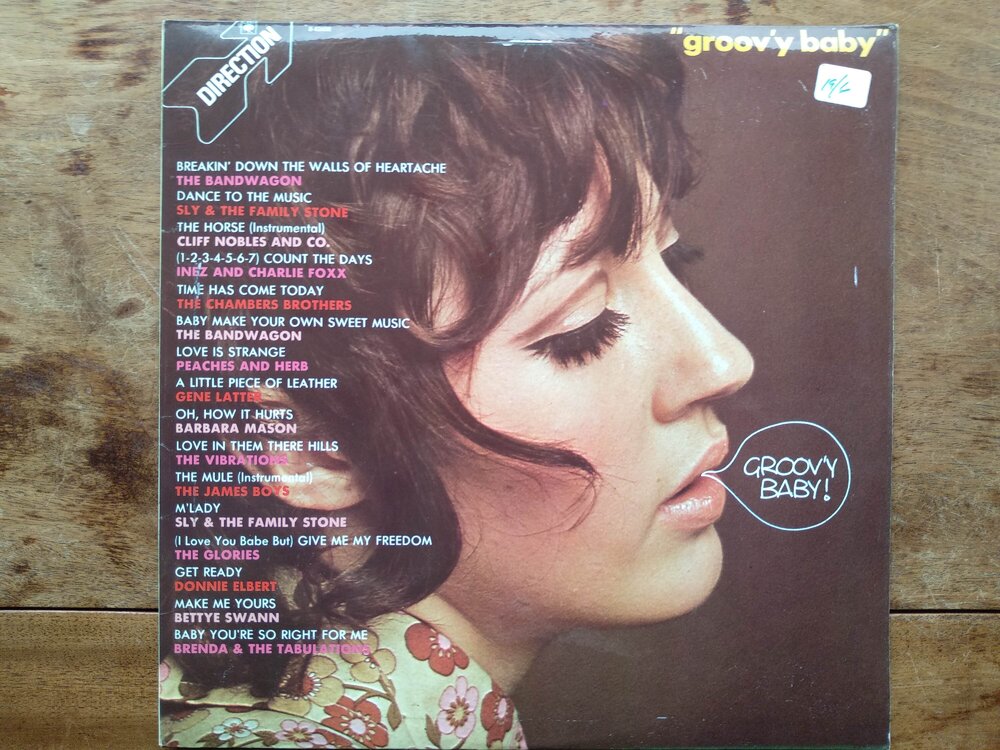 DIRECTION
"groov'y baby"
BREAKIN' DOWN THE WALLS OF HEARTACHE
THE BANDWAGON
DANCE TO THE MUSIC
SLY & THE FAMILY STONE
THE HORSE (Instrumental)
CLIFF NOBLES AND CO.
(1-2-3-4-5-6-7) COUNT THE DAYS
INEZ AND CHARLIE FOXX
TIME HAS COME TODAY
THE CHAMBERS BROTHERS
BABY MAKE YOUR OWN SWEET MUSIC
THE BANDWAGON
LOVE IS STRANGE
PEACHES AND HERB
A LITTLE PIECE OF LEATHER
GENE LATTER
OH, HOW IT HURTS
BARBARA MASON
LOVE IN THEM THERE HILLS
THE VIBRATIONS
THE MULE (Instrumental)
THE JAMES BOYS
M'LADY
SLY & THE FAMILY STONE
(I Love You Babe But) GIVE ME MY FREEDOM
THE GLORIES
GET READY
DONNIE ELBERT
MAKE ME YOURS
BETTYE SWANN
BABY YOU'RE SO RIGHT FOR ME
BRENDA & THE TABULATIONS
GROOV'Y
BABY!